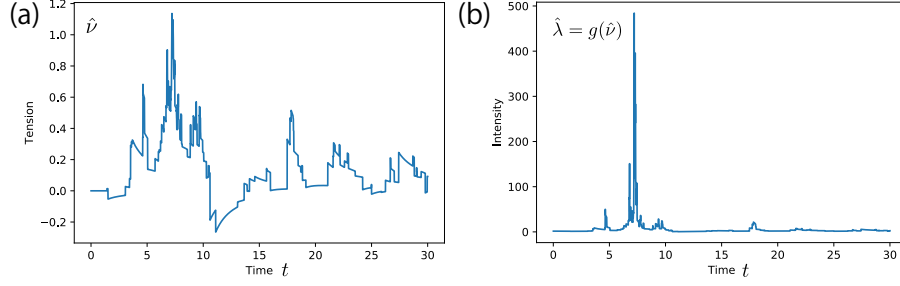 (a)
ν̂
Tension
1.2
1.0
0.8
0.6
0.4
0.2
0.0
−0.2
0 5 10 15 20 25 30
Time t
(b)
λ̂ = g(ν̂)
Intensity
500
400
300
200
100
0
0 5 10 15 20 25 30
Time t